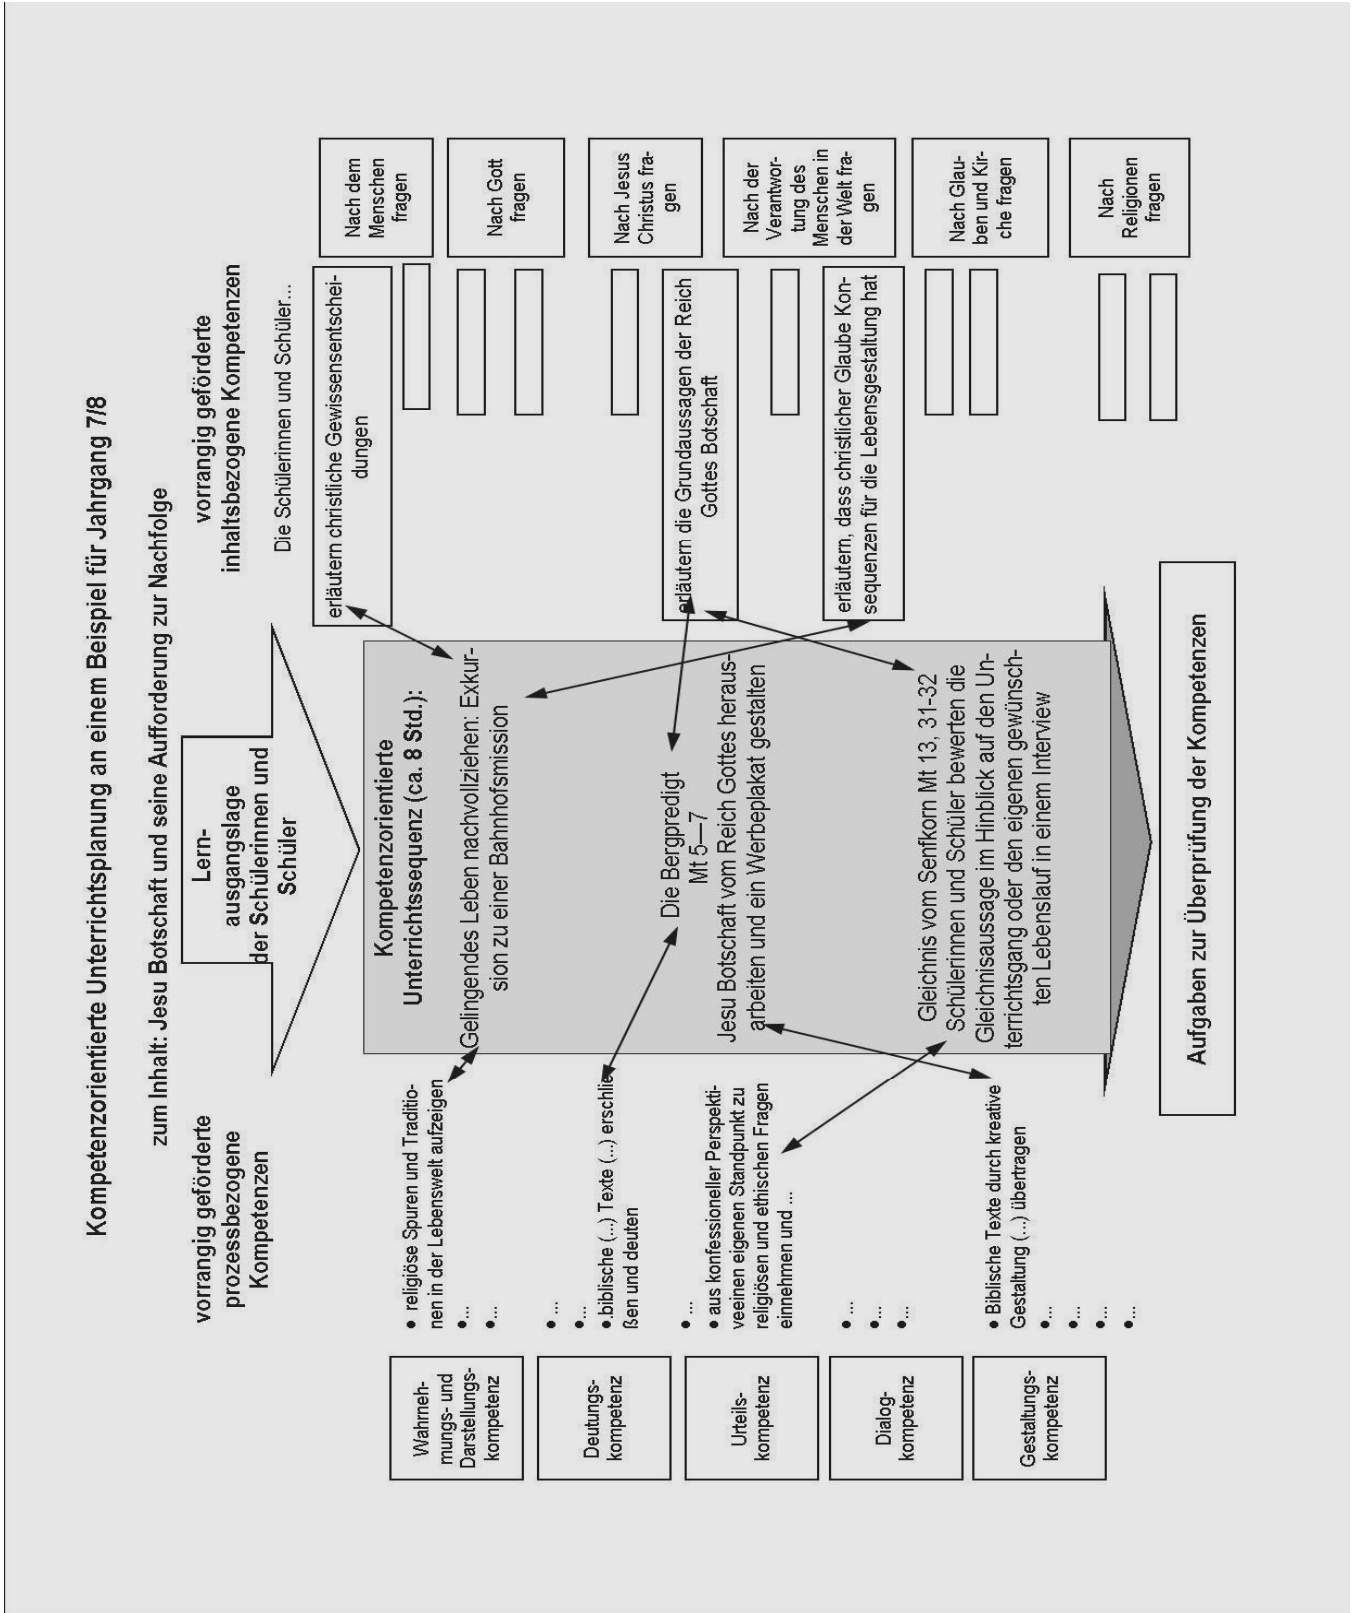 Kompetenzorientierte Unterrichtsplanung an einem Beispiel für Jahrgang 7/8
zum Inhalt: Jesu Botschaft und seine Aufforderung zur Nachfolge
vorrangig geförderte
prozessbezogene
Kompetenzen
Lern-
ausgangslage
der Schülerinnen und
Schüler
vorrangig geförderte
inhaltsbezogene Kompetenzen
Die Schülerinnen und Schüler...
Wahrneh-
mungs- und
Darstellungs-
kompetenz
• religiöse Spuren und Traditio-
nen in der Lebenswelt aufzeigen
•...
•...
Deutungs-
kompetenz
•...
•...
•.biblische (...) Texte (...) erschlie-
ßen und deuten
Urteils-
kompetenz
•...
• aus konfessioneller Perspekti-
veeinen eigenen Standpunkt zu
religiösen und ethischen Fragen
einnehmen und ...
Dialog-
kompetenz
•...
•...
•...
Gestaltungs-
kompetenz
• Biblische Texte durch kreative
Gestaltung (...) übertragen
•...
•...
•...
•...
Kompetenzorientierte
Unterrichtssequenz (ca. 8 Std.):
Gelingendes Leben nachvollziehen: Exkur-
sion zu einer Bahnhofsmission
Die Bergpredigt
Mt 5—7
Jesu Botschaft vom Reich Gottes heraus-
arbeiten und ein Werbeplakat gestalten
Gleichnis vom Senfkorn Mt 13, 31-32
Schülerinnen und Schüler bewerten die
Gleichnisaussage im Hinblick auf den Un-
terrichtsgang oder den eigenen gewünsch-
ten Lebenslauf in einem Interview
erläutern christliche Gewissensentschei-
dungen
erläutern die Grundaussagen der Reich
Gottes Botschaft
erläutern, dass christlicher Glaube Kon-
sequenzen für die Lebensgestaltung hat
Nach dem
Menschen
fragen
Nach Gott
fragen
Nach Jesus
Christus fra-
gen
Nach der
Verantwor-
tung des
Menschen in
der Welt fra-
gen
Nach Glau-
ben und Kir-
che fragen
Nach
Religionen
fragen
Aufgaben zur Überprüfung der Kompetenzen